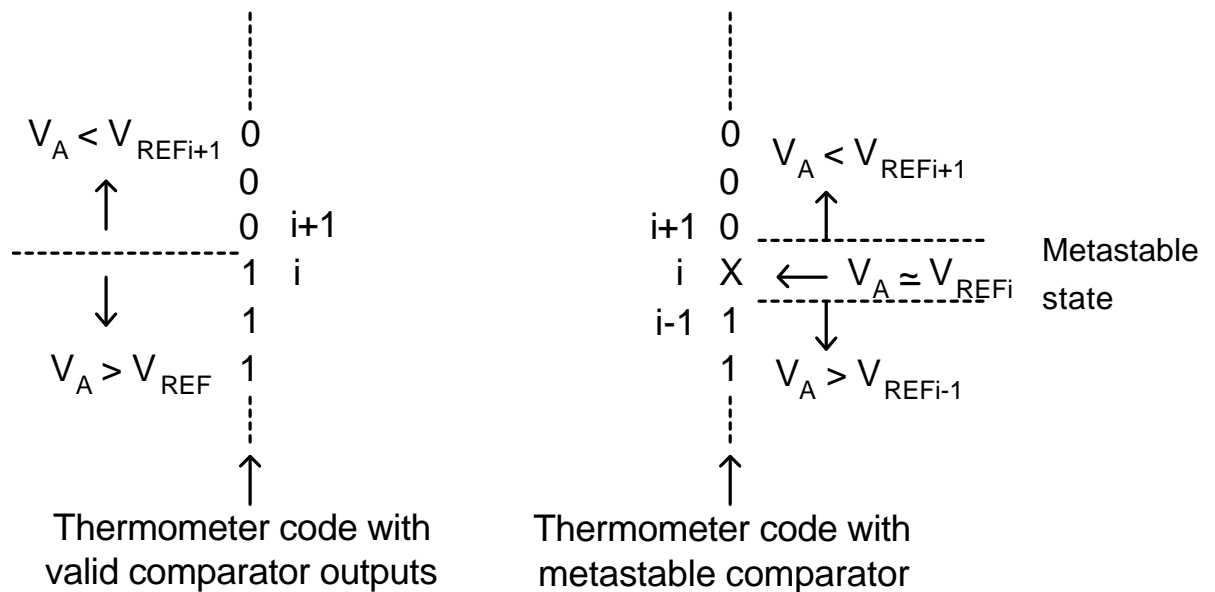 V_A < V_REFi+1
0
0
0 i+1
1 i
1
V_A > V_REF 1
Thermometer code with
valid comparator outputs
0
V_A < V_REFi+1
0
i+1 0
i X V_A ≃ V_REFi
i-1 1
1
V_A > V_REFi-1
Metastable
state
Thermometer code with
metastable comparator